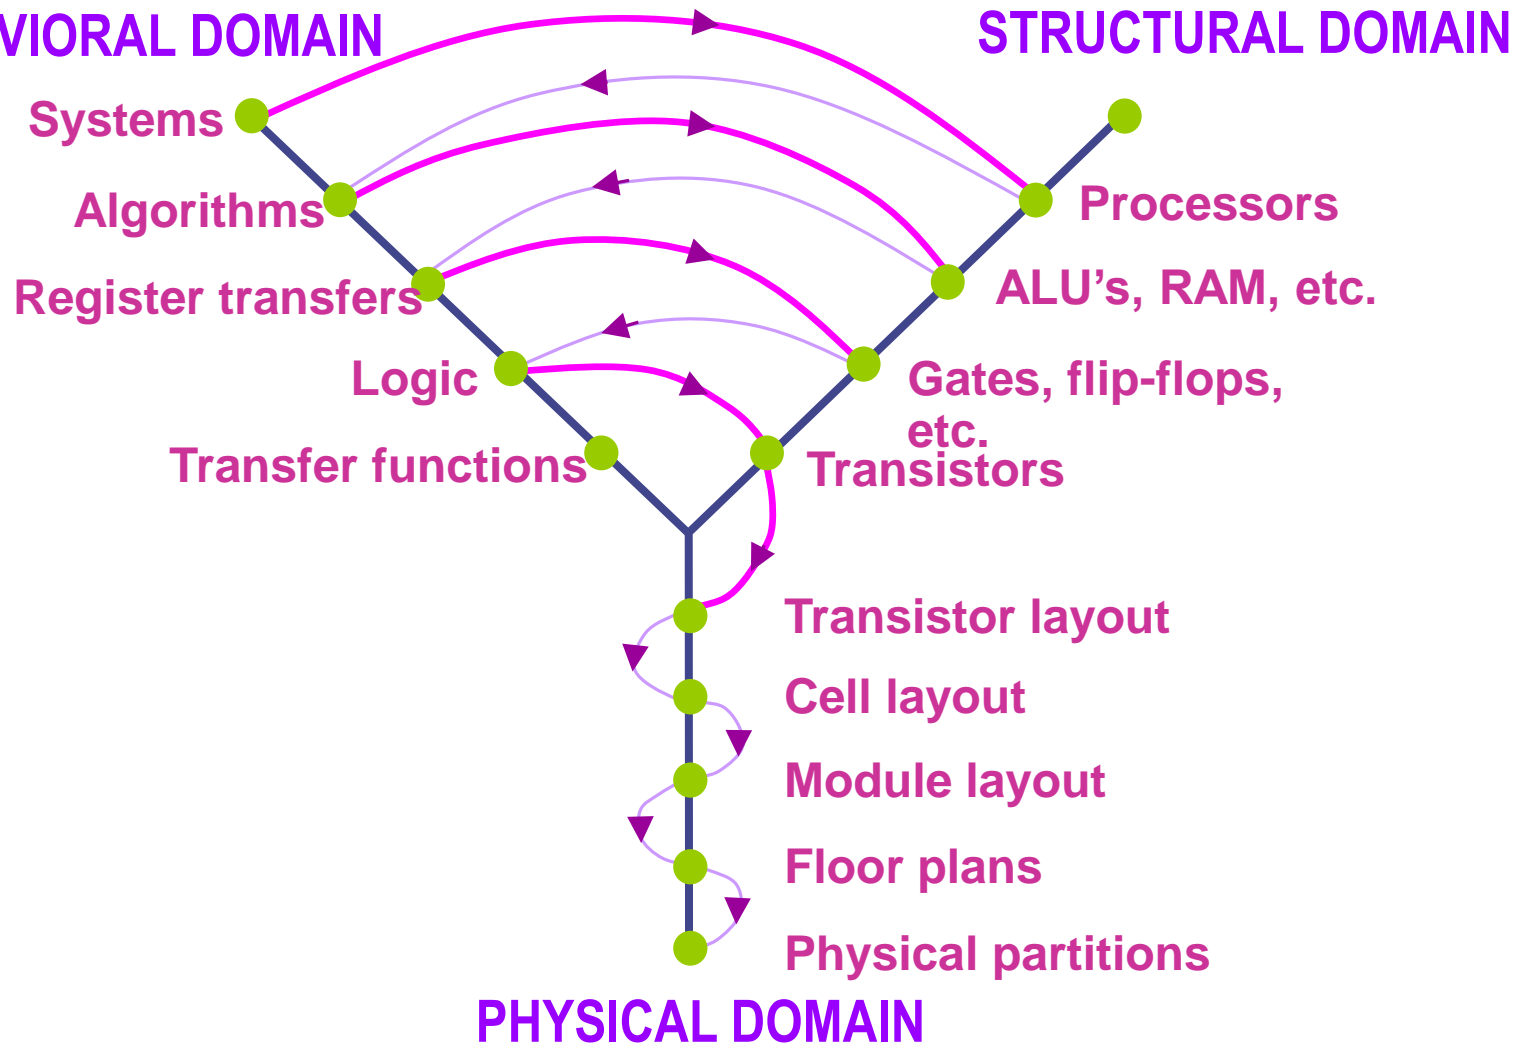 VIORAL DOMAIN
STRUCTURAL DOMAIN
Systems
Algorithms
Register transfers
Logic
Transfer functions
Processors
ALU’s, RAM, etc.
Gates, flip-flops,
etc.
Transistors
Transistor layout
Cell layout
Module layout
Floor plans
Physical partitions
PHYSICAL DOMAIN